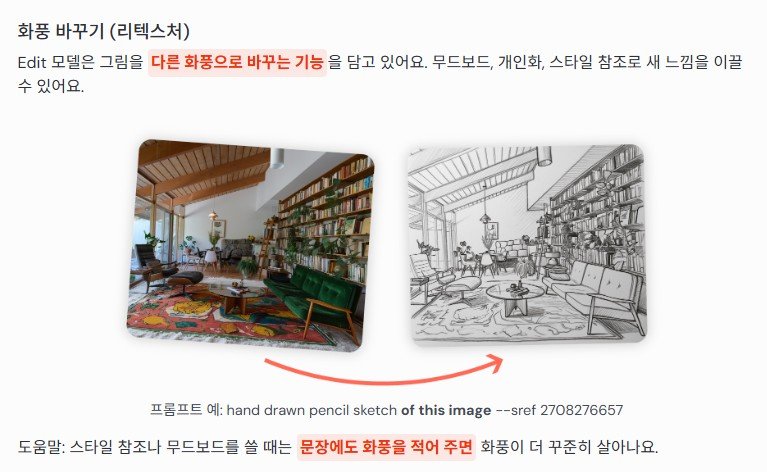 화풍 바꾸기 (리텍스처)
Edit 모델은 그림을 다른 화풍으로 바꾸는 기능을 담고 있어요. 무드보드, 개인화, 스타일 참조로 새 느낌을 이끌
수 있어요.
프롬프트 예: hand drawn pencil sketch of this image --sref 2708276657
도움말: 스타일 참조나 무드보드를 쓸 때는 문장에도 화풍을 적어 주면 화풍이 더 꾸준히 살아나요.